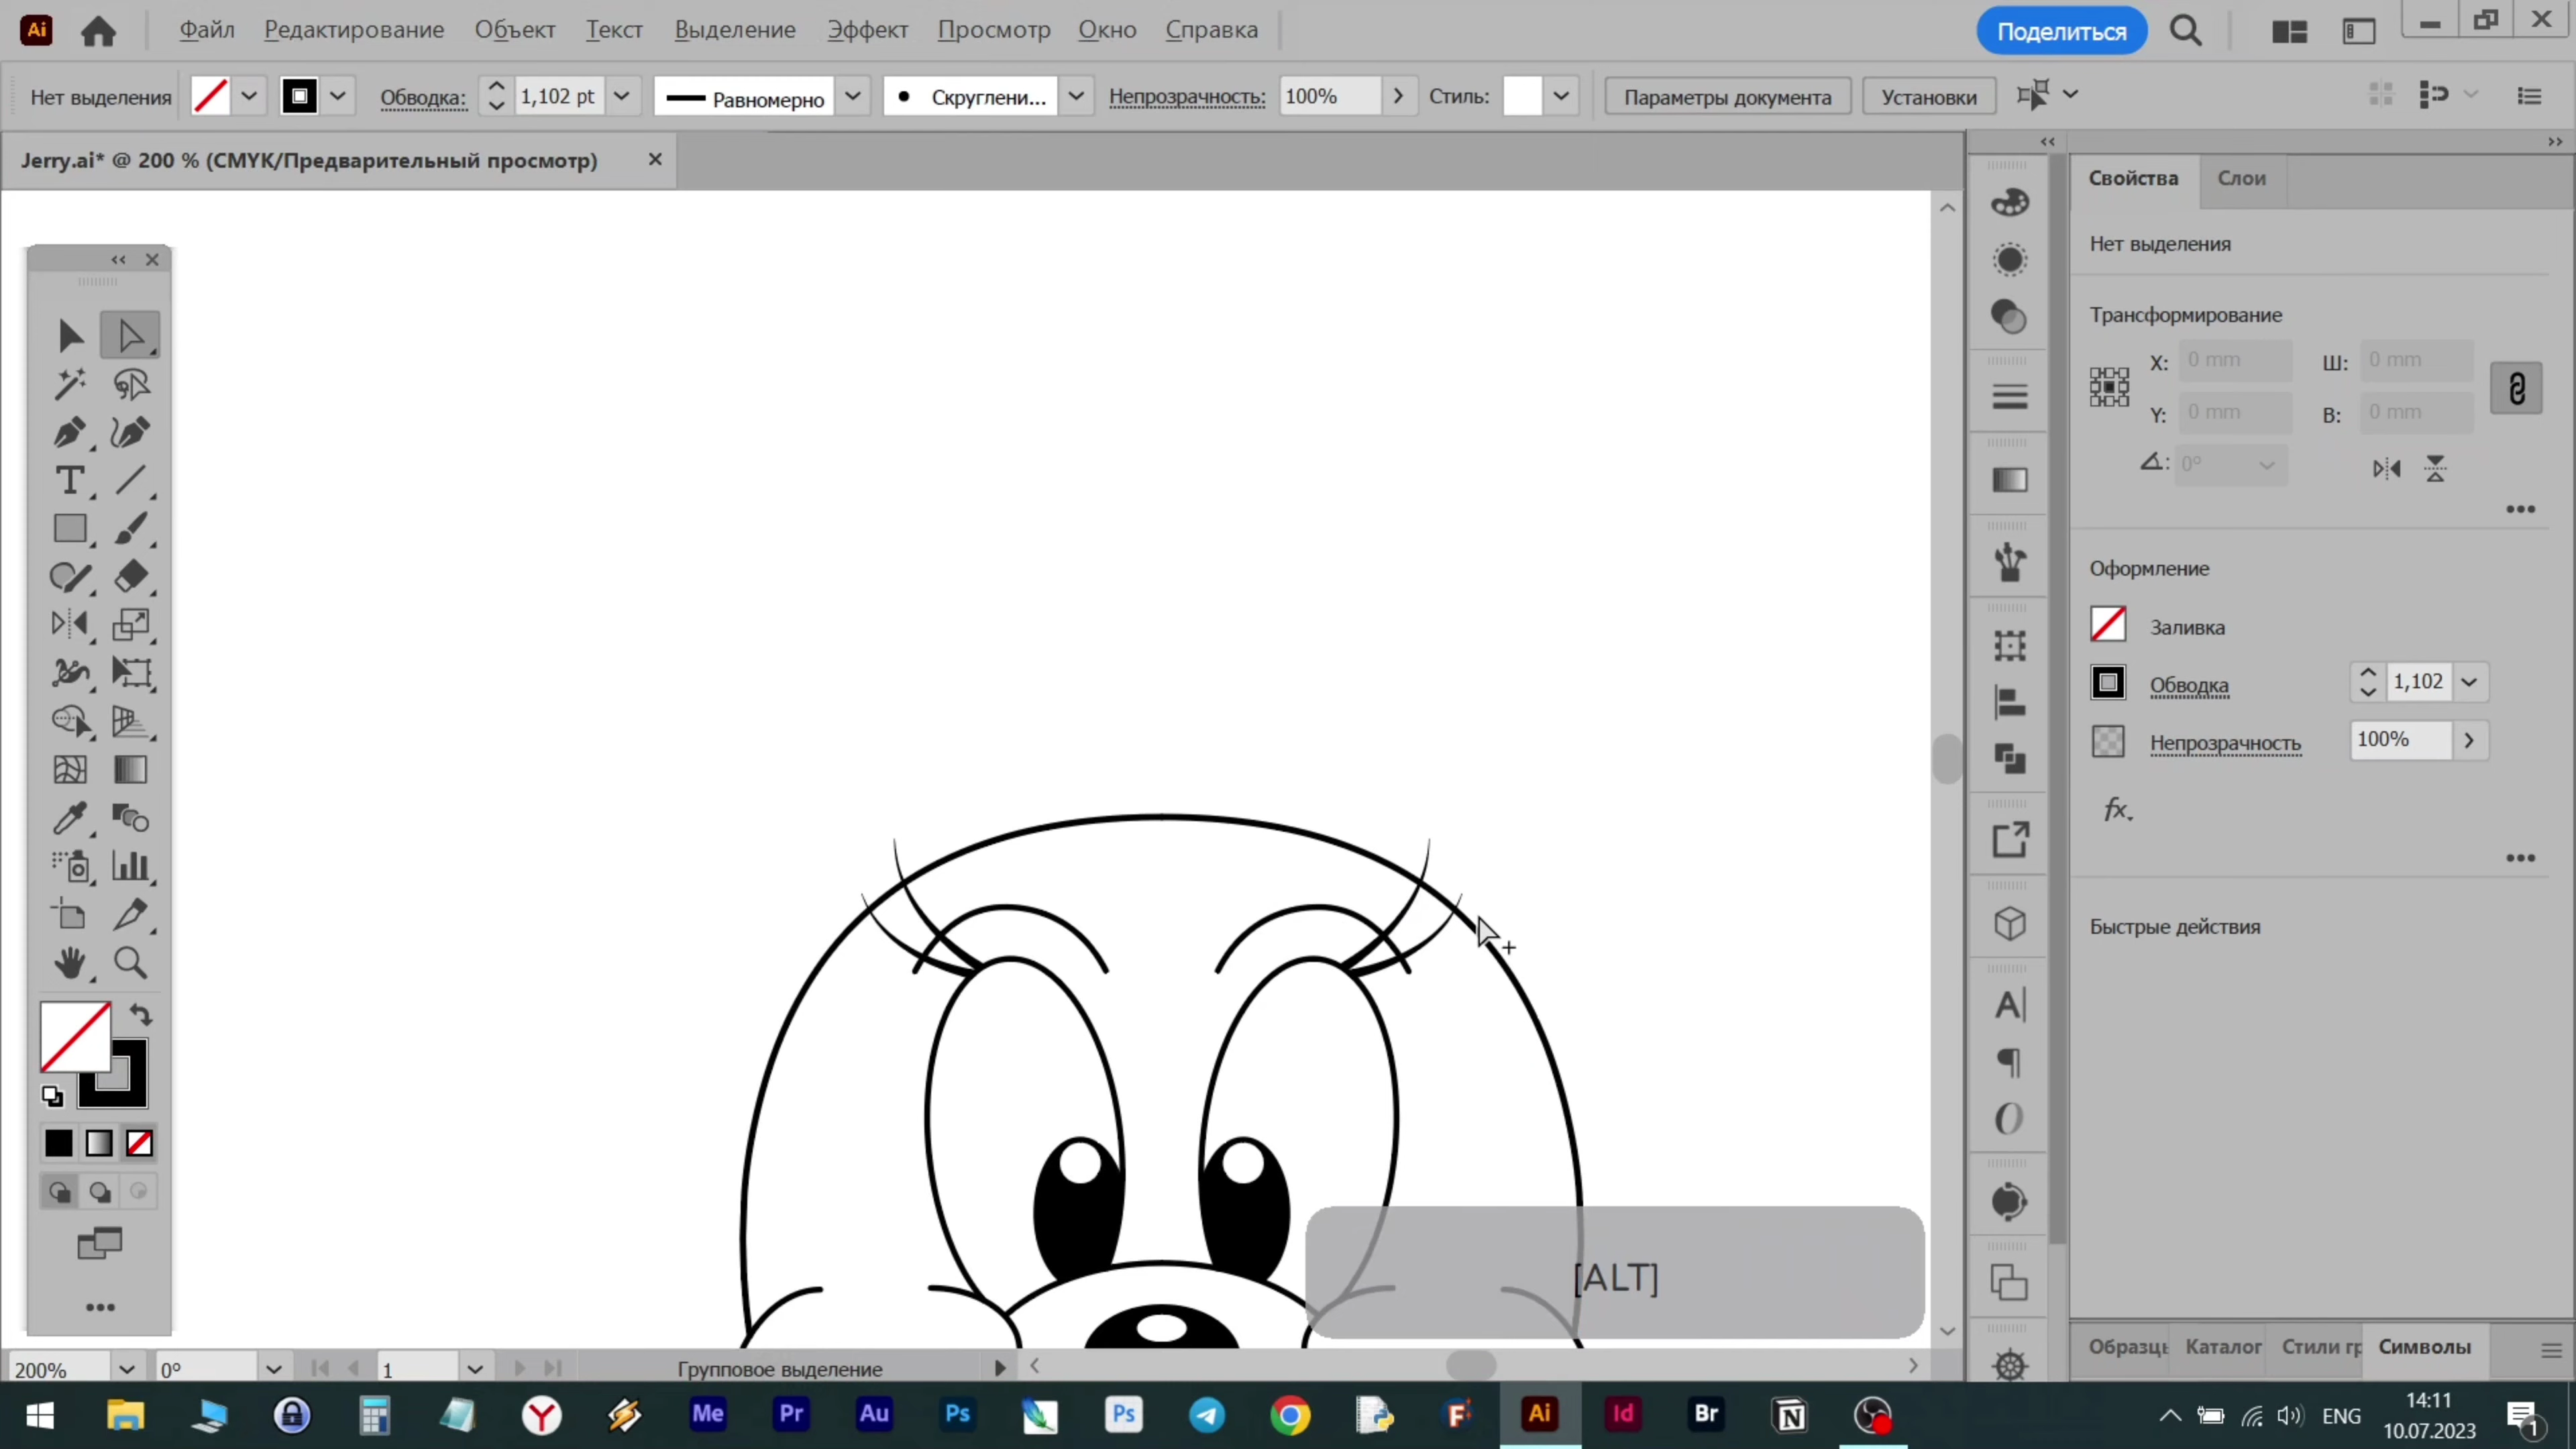 Ai Файл Редактирование Объект Текст Выделение Эффект Просмотр Окно Справка Поделиться
Нет выделения Обводка: 1,102 pt Равномерно Скруглени... Непрозрачность: 100% Стиль: Параметры документа Установки
Jerry.ai* @ 200 % (CMYK/Предварительный просмотр)
Свойства Слои
Нет выделения
Трансформирование
X: 0 mm Ш: 0 mm
Y: 0 mm В: 0 mm
0°
Оформление
Заливка
Обводка 1,102
Непрозрачность 100%
fx
Быстрые действия
[ALT]
Образцы Каталог Стили гр Символы
200% 0° 1 Групповое выделение
Me Pr Au Ps Ps Ai Id Br ENG
14:11
10.07.2023
1